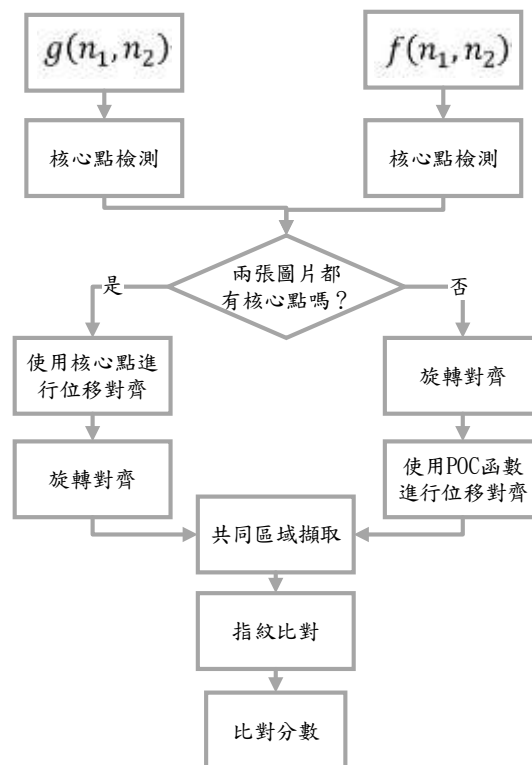 g(n₁,n₂)
f(n₁,n₂)
核心點檢測
核心點檢測
兩張圖片都
有核心點嗎？
是
否
使用核心點進
行位移對齊
旋轉對齊
旋轉對齊
使用POC函數
進行位移對齊
共同區域擷取
指紋比對
比對分數